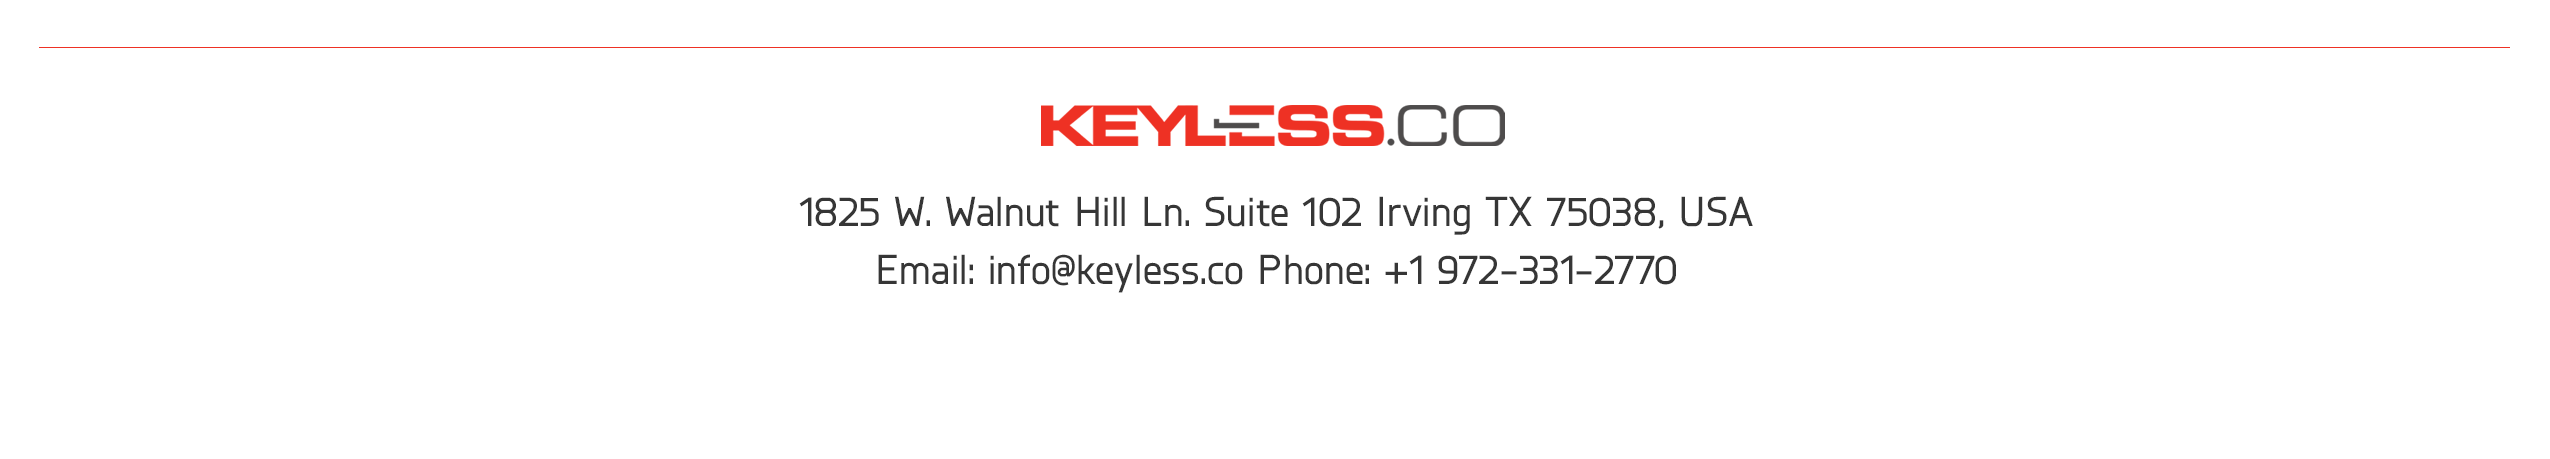 KEYLESS.CO
1825 W. Walnut Hill Ln. Suite 102 Irving TX 75038, USA
Email: info@keyless.co Phone: +1 972-331-2770